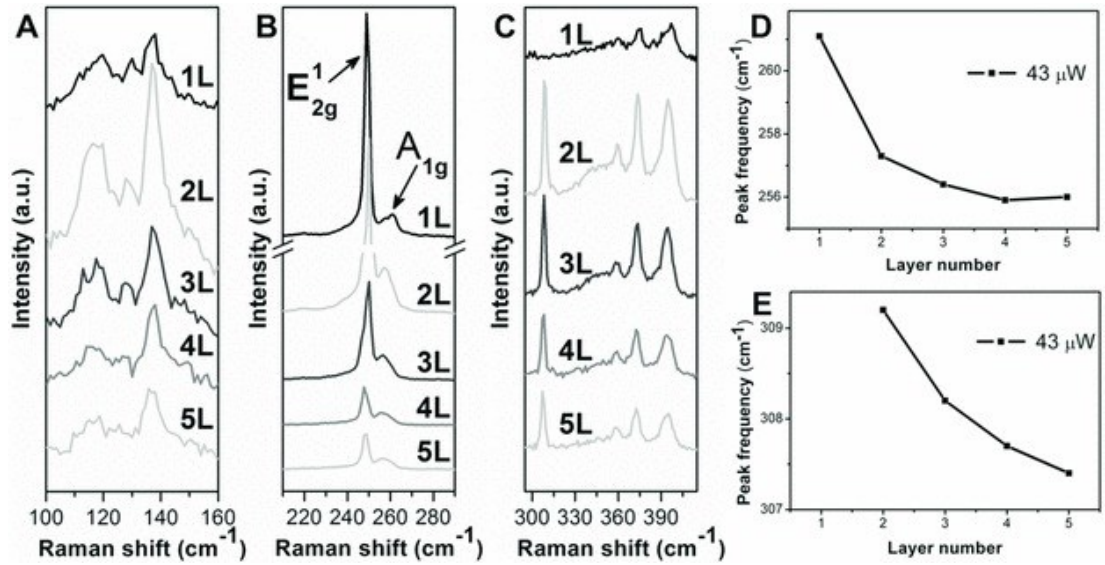 A
1L
2L
3L
4L
5L
Intensity (a.u.)
100 120 140 160
Raman shift (cm⁻¹)
B
E¹₂g
A₁g
1L
2L
3L
4L
5L
Intensity (a.u.)
220 240 260 280
Raman shift (cm⁻¹)
C
1L
2L
3L
4L
5L
Intensity (a.u.)
300 330 360 390
Raman shift (cm⁻¹)
D
43 μW
Peak frequency (cm⁻¹)
260
258
256
1 2 3 4 5
Layer number
E
43 μW
Peak frequency (cm⁻¹)
309
308
307
1 2 3 4 5
Layer number